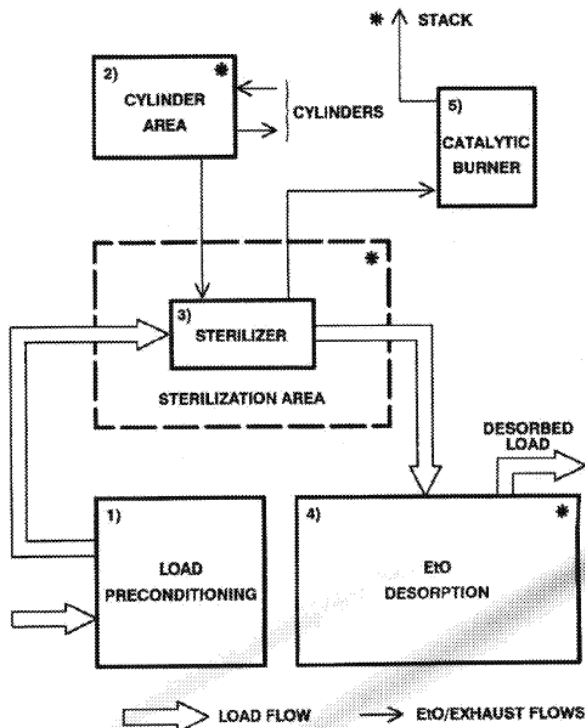 * STACK
2) *
CYLINDER
AREA
CYLINDERS
5)
CATALYTIC
BURNER
*
3)
STERILIZER
STERILIZATION AREA
DESORBED
LOAD
1)
LOAD
PRECONDITIONING
4) *
EtO
DESORPTION
LOAD FLOW
EtO/EXHAUST FLOWS